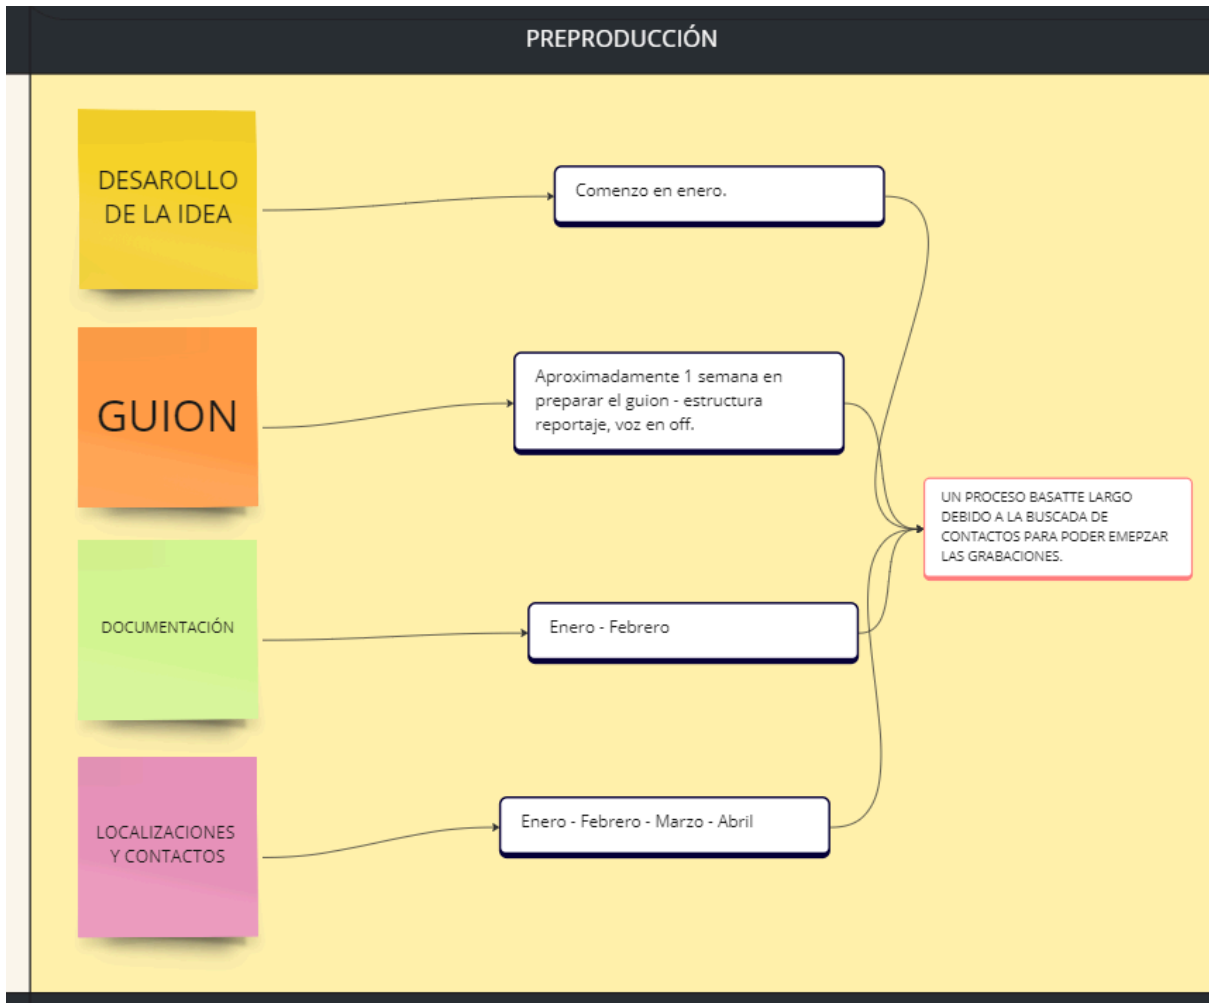 PREPRODUCCIÓN
DESAROLLO
DE LA IDEA
Comenzo en enero.
GUION
Aproximadamente 1 semana en
preparar el guion - estructura
reportaje, voz en off.
UN PROCESO BASATTE LARGO
DEBIDO A LA BUSCADA DE
CONTACTOS PARA PODER EMEPZAR
LAS GRABACIONES.
DOCUMENTACIÓN
Enero - Febrero
LOCALIZACIONES
Y CONTACTOS
Enero - Febrero - Marzo - Abril